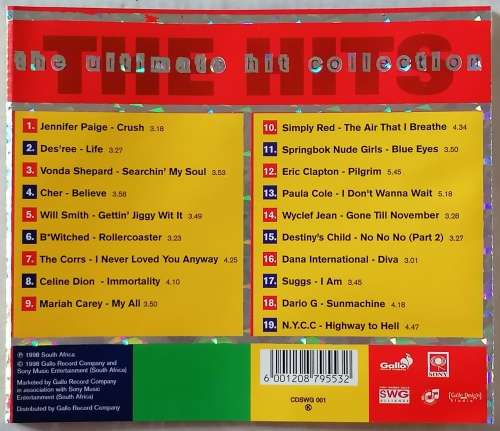 THE HITS
the ultimate hit collection
1. Jennifer Paige - Crush 3.18
2. Des'ree - Life 3.27
3. Vonda Shepard - Searchin' My Soul 3.53
4. Cher - Believe 3.58
5. Will Smith - Gettin' Jiggy Wit It 3.49
6. B*Witched - Rollercoaster 3.23
7. The Corrs - I Never Loved You Anyway 4.25
8. Celine Dion - Immortality 4.10
9. Mariah Carey - My All 3.50
10. Simply Red - The Air That I Breathe 4.34
11. Springbok Nude Girls - Blue Eyes 3.50
12. Eric Clapton - Pilgrim 5.45
13. Paula Cole - I Don't Wanna Wait 5.18
14. Wyclef Jean - Gone Till November 3.26
15. Destiny's Child - No No No (Part 2) 3.27
16. Dana International - Diva 3.01
17. Suggs - I Am 3.45
18. Dario G - Sunmachine 4.18
19. N.Y.C.C - Highway to Hell 4.47
℗ 1998 South Africa
© 1998 Gallo Record Company and
Sony Music Entertainment (South Africa)
Marketed by Gallo Record Company
in association with Sony Music
Entertainment (South Africa)
Distributed by Gallo Record Company
6 001208 795532
CDSWG 001
Gallo
SONY
SWG
ALLIANCE
Gallo Design
Studio